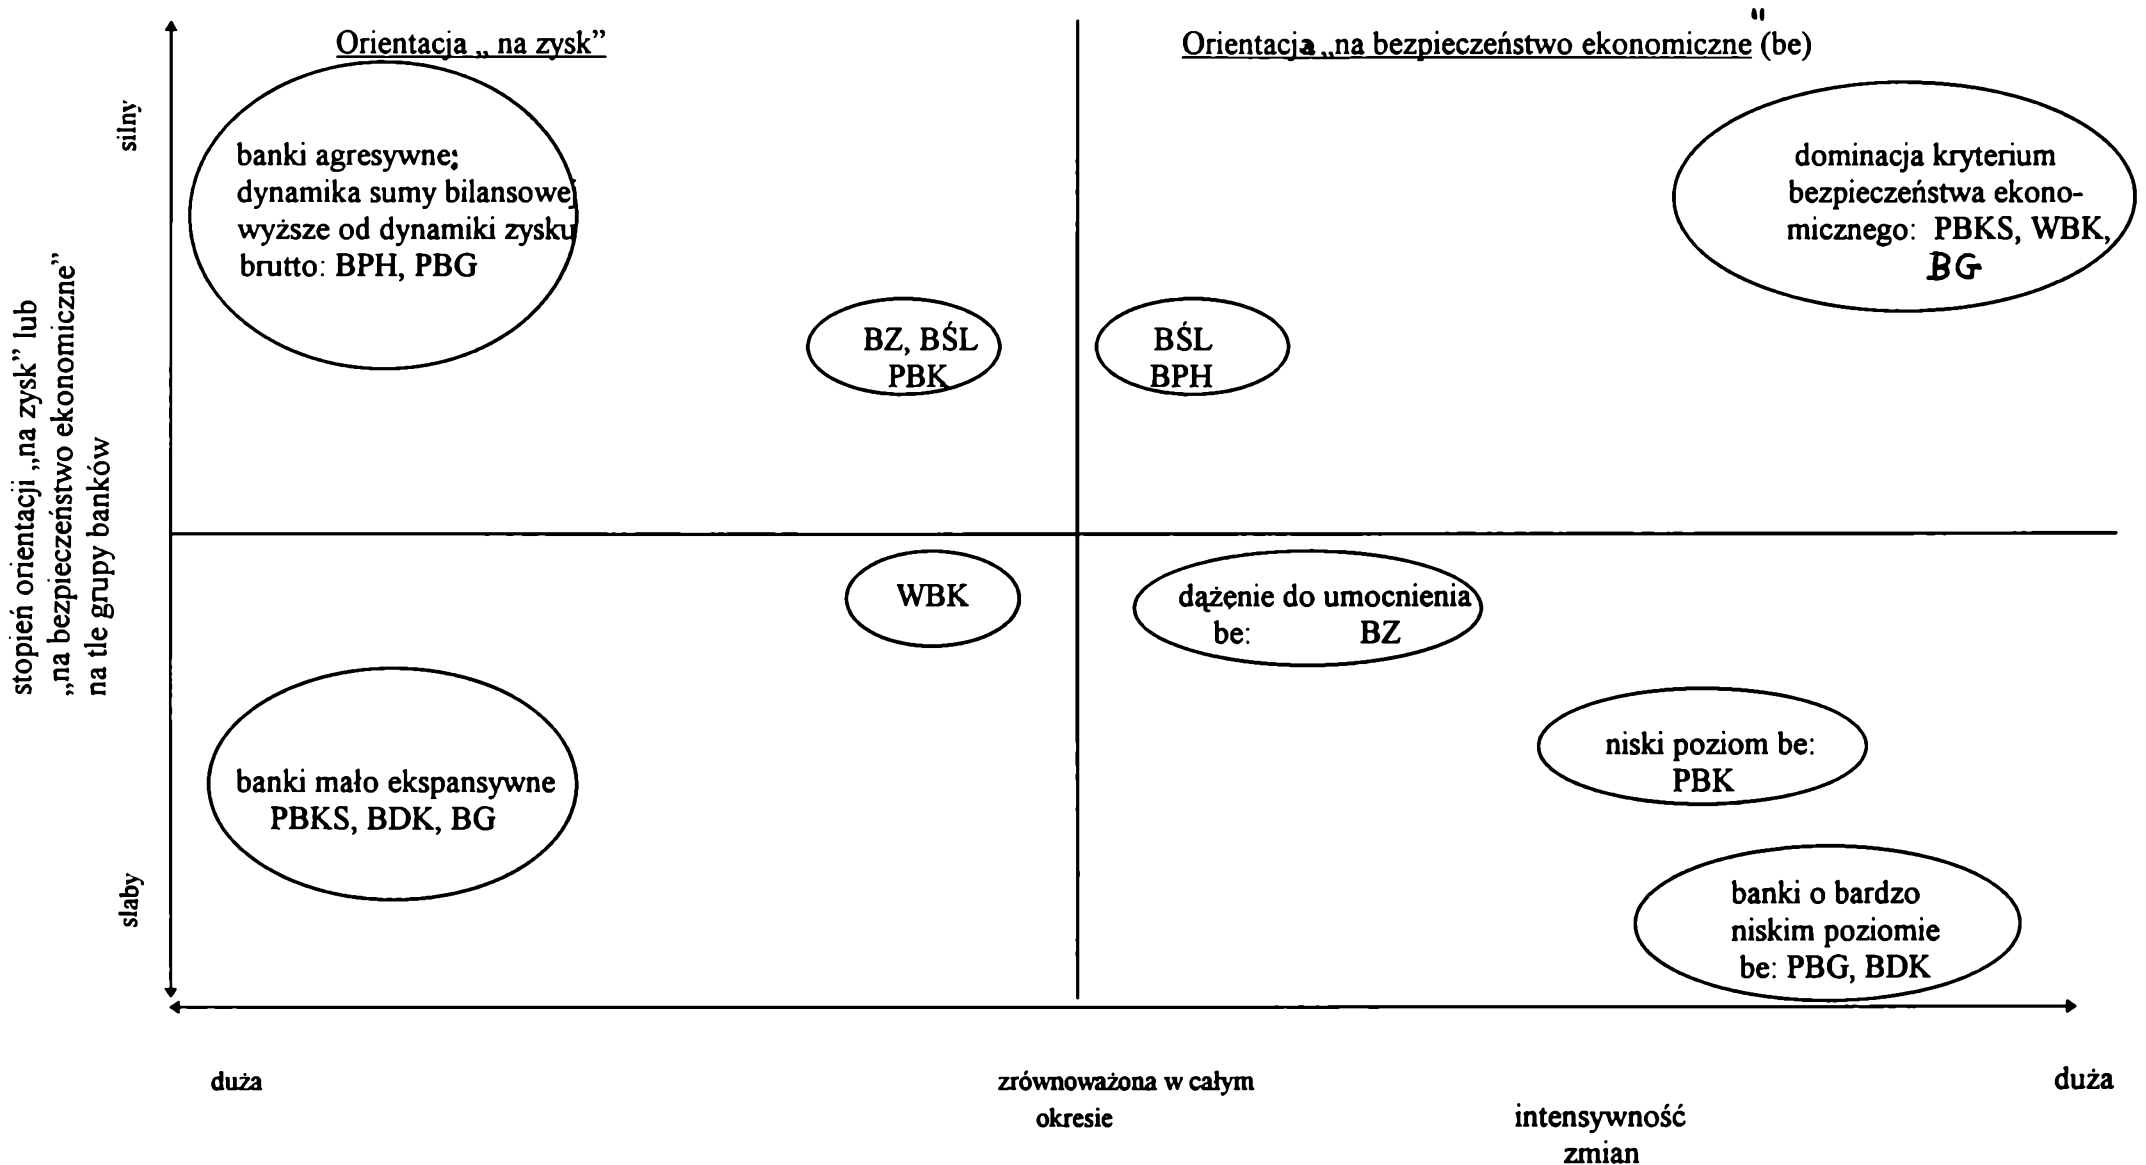 Orientacja „ na zysk”
Orientacja „na bezpieczeństwo ekonomiczne" (be)
silny
banki agresywne;
dynamika sumy bilansowej
wyższe od dynamiki zysku
brutto: BPH, PBG
dominacja kryterium
bezpieczeństwa ekono-
micznego: PBKS, WBK,
BG
BZ, BŚL
PBK
BŚL
BPH
stopień orientacji „na zysk” lub
„na bezpieczeństwo ekonomiczne”
na tle grupy banków
WBK
dążenie do umocnienia
be: BZ
niski poziom be:
PBK
banki mało ekspansywne
PBKS, BDK, BG
słaby
banki o bardzo
niskim poziomie
be: PBG, BDK
duża
zrównoważona w całym
okresie
duża
intensywność
zmian